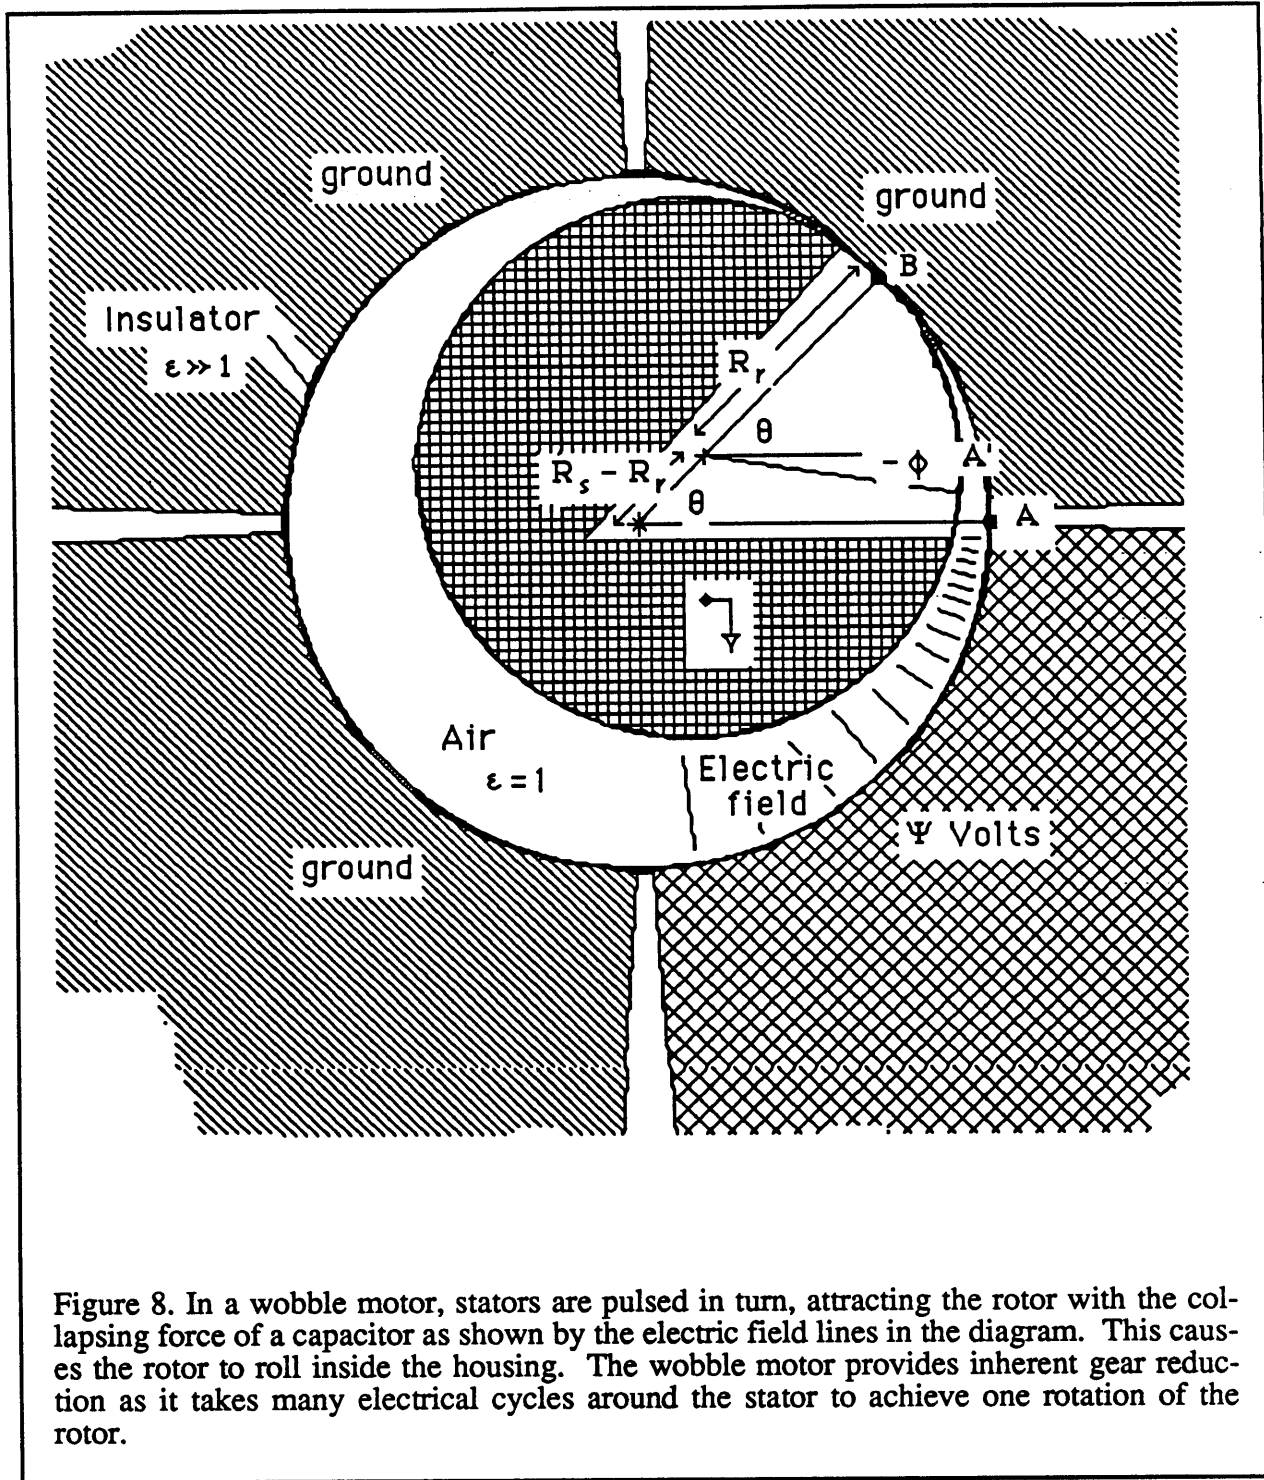 ground
ground
B
Insulator
ε >> 1
R_r
θ
R_s - R_r
- ϕ
A'
θ
A
Air
ε = 1
Electric
field
Ψ Volts
ground
Figure 8. In a wobble motor, stators are pulsed in turn, attracting the rotor with the col-
lapsing force of a capacitor as shown by the electric field lines in the diagram. This caus-
es the rotor to roll inside the housing. The wobble motor provides inherent gear reduc-
tion as it takes many electrical cycles around the stator to achieve one rotation of the
rotor.